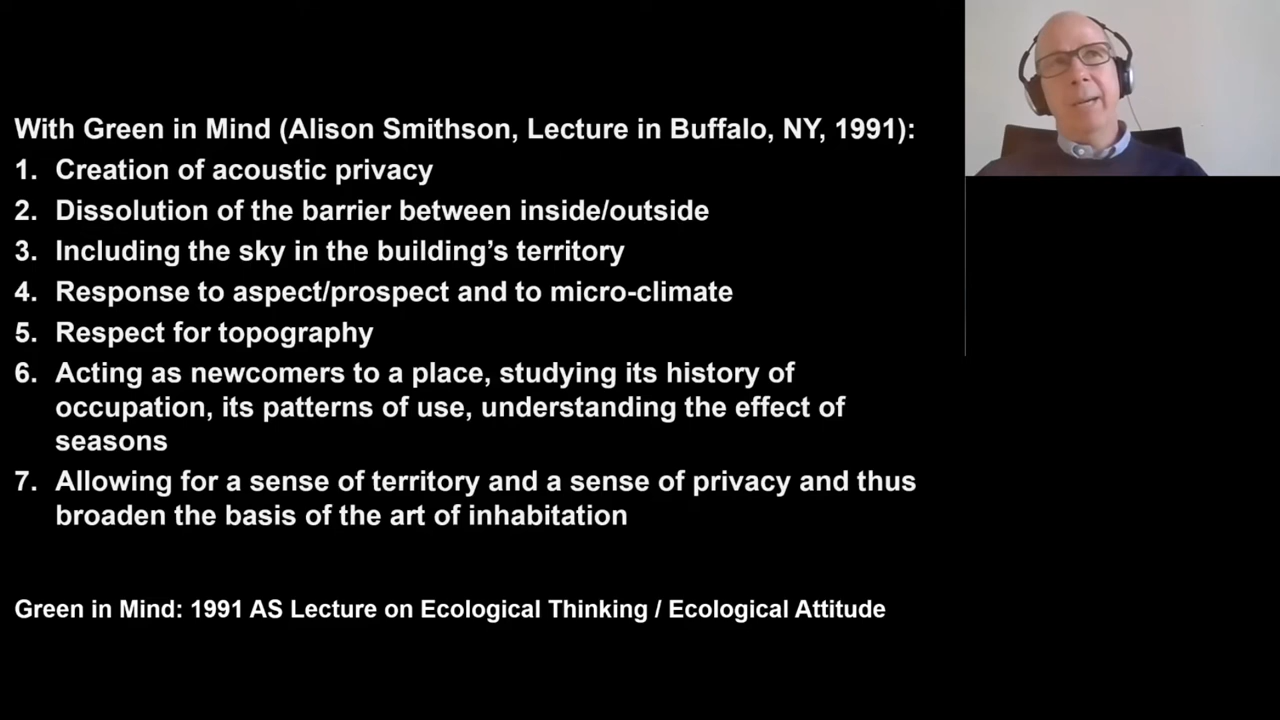 With Green in Mind (Alison Smithson, Lecture in Buffalo, NY, 1991):
1. Creation of acoustic privacy
2. Dissolution of the barrier between inside/outside
3. Including the sky in the building’s territory
4. Response to aspect/prospect and to micro-climate
5. Respect for topography
6. Acting as newcomers to a place, studying its history of
occupation, its patterns of use, understanding the effect of
seasons
7. Allowing for a sense of territory and a sense of privacy and thus
broaden the basis of the art of inhabitation
Green in Mind: 1991 AS Lecture on Ecological Thinking / Ecological Attitude